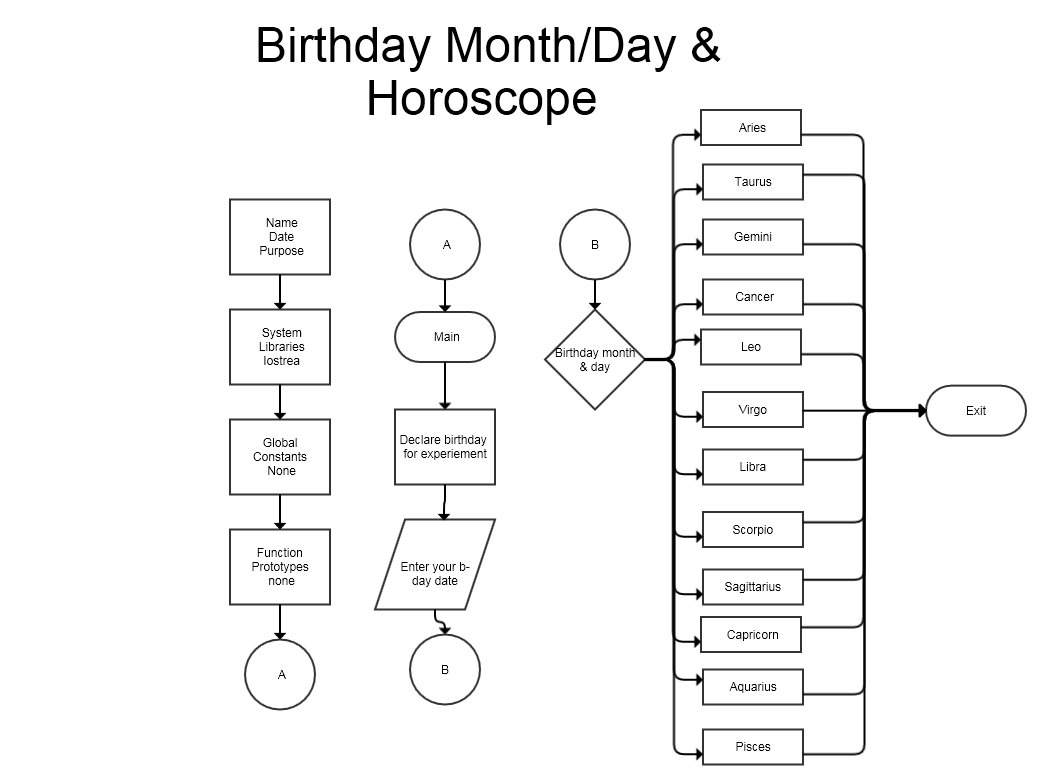 Birthday Month/Day &
Horoscope
Name
Date
Purpose
System
Libraries
Iostrea
Global
Constants
None
Function
Prototypes
none
A
A
Main
Declare birthday
for experiement
Enter your b-
day date
B
B
Birthday month
& day
Aries
Taurus
Gemini
Cancer
Leo
Virgo
Libra
Scorpio
Sagittarius
Capricorn
Aquarius
Pisces
Exit